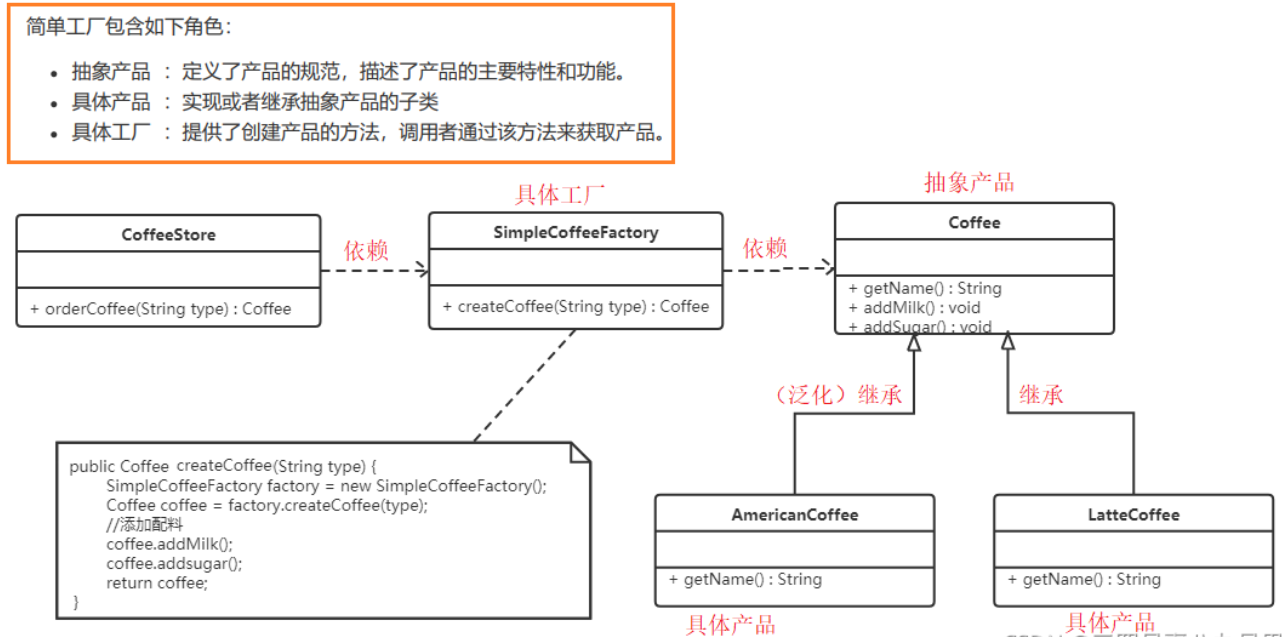 简单工厂包含如下角色：
• 抽象产品 ：定义了产品的规范，描述了产品的主要特性和功能。
• 具体产品 ：实现或者继承抽象产品的子类
• 具体工厂 ：提供了创建产品的方法，调用者通过该方法来获取产品。
具体工厂
抽象产品
CoffeeStore
+ orderCoffee(String type) : Coffee
依赖
SimpleCoffeeFactory
+ createCoffee(String type) : Coffee
依赖
Coffee
+ getName() : String
+ addMilk() : void
+ addSugar() : void
（泛化）继承
继承
public Coffee createCoffee(String type) {
SimpleCoffeeFactory factory = new SimpleCoffeeFactory();
Coffee coffee = factory.createCoffee(type);
//添加配料
coffee.addMilk();
coffee.addsugar();
return coffee;
}
AmericanCoffee
+ getName() : String
具体产品
LatteCoffee
+ getName() : String
具体产品